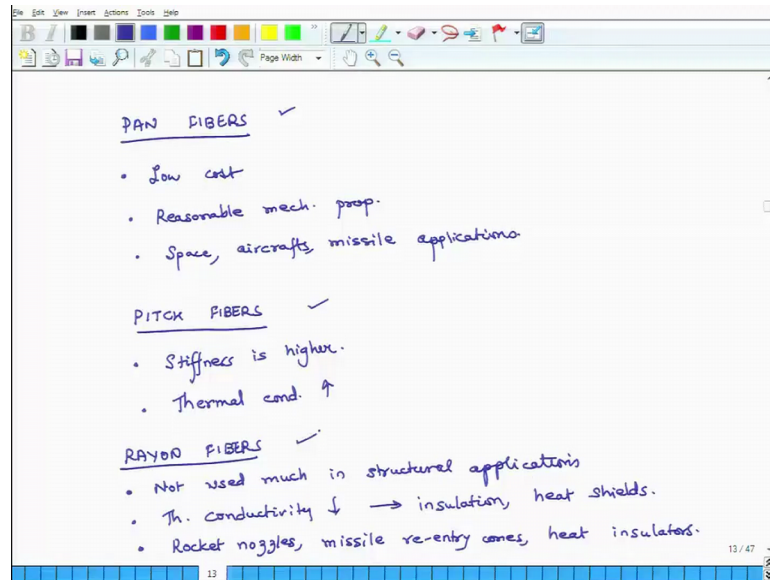 File Edit View Insert Actions Tools Help
B I
Page Width
PAN FIBERS ✓
• Low cost
• Reasonable mech. prop.
• Space, aircrafts, missile applications.
PITCH FIBERS ✓
• Stiffness is higher.
• Thermal cond. ↑
RAYON FIBERS ✓
• Not used much in structural applications
• Th. conductivity ↓ → insulation, heat shields.
• Rocket nozzles, missile re-entry cones, heat insulators.
13 / 47
13